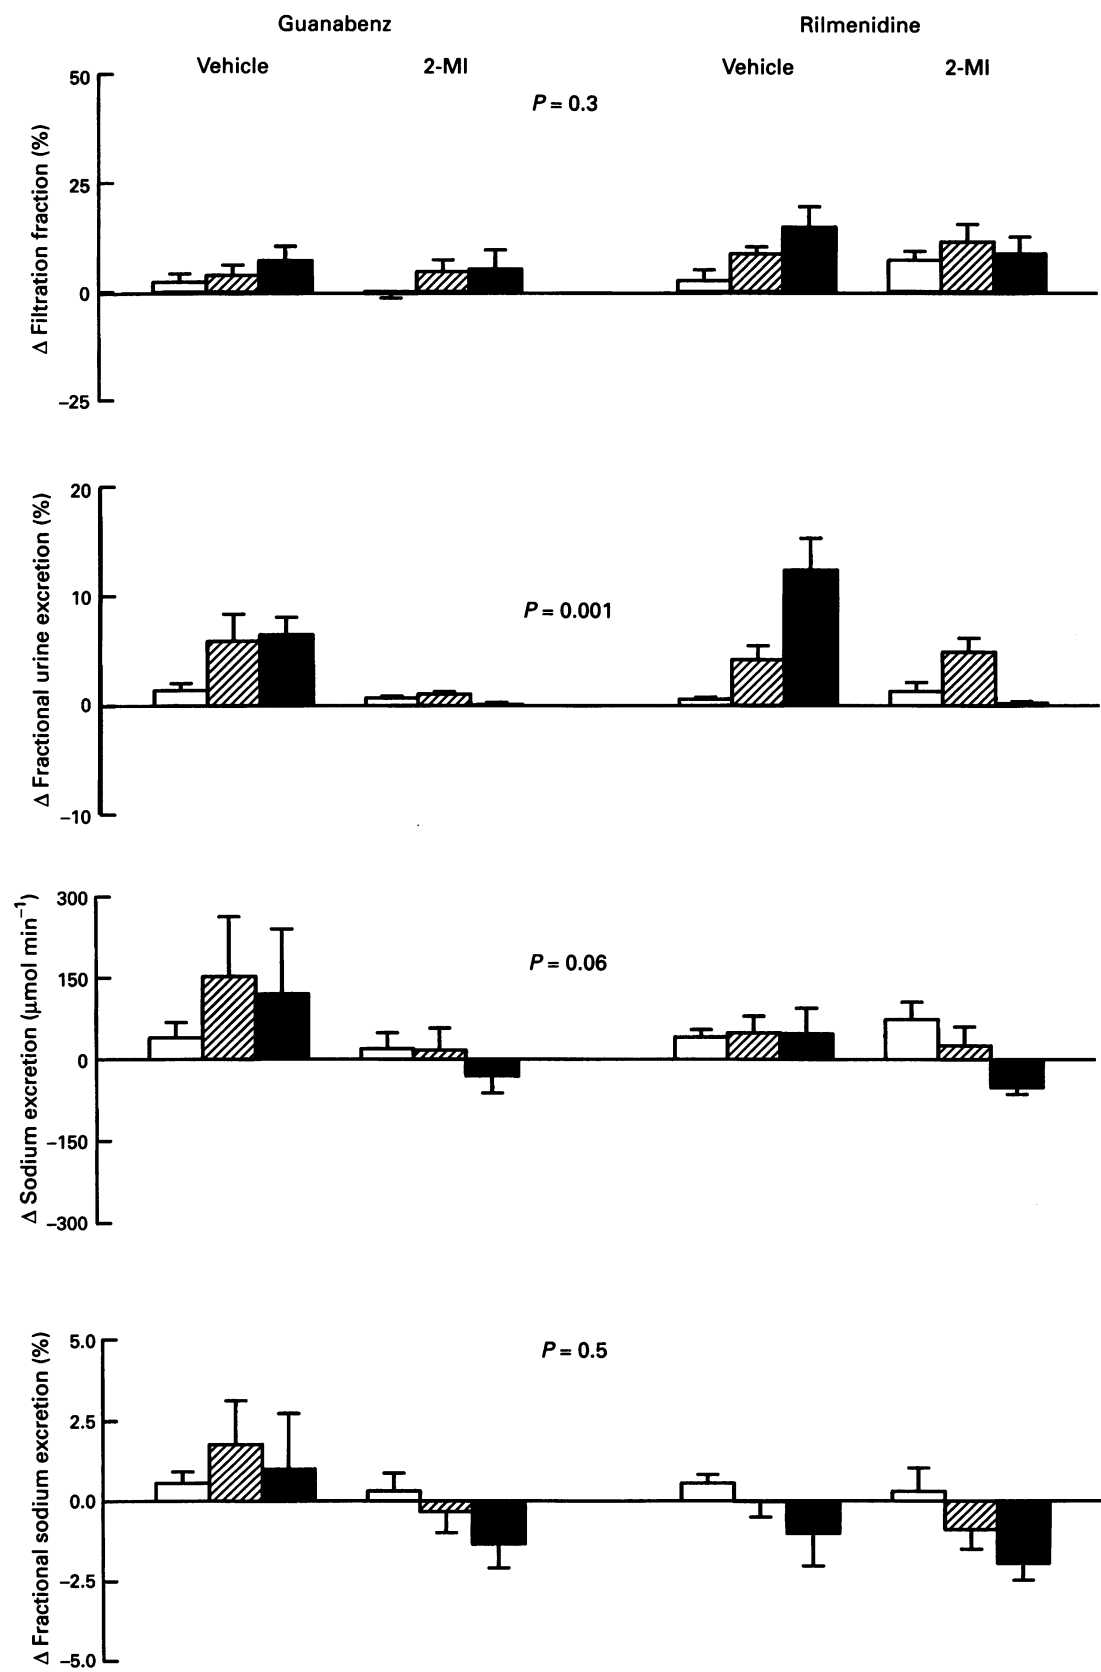 Guanabenz
Rilmenidine
Vehicle
2-MI
Vehicle
2-MI
Δ Filtration fraction (%)
50
25
0
−25
P = 0.3
Δ Fractional urine excretion (%)
20
10
0
−10
P = 0.001
Δ Sodium excretion (μmol min⁻¹)
300
150
0
−150
−300
P = 0.06
Δ Fractional sodium excretion (%)
5.0
2.5
0.0
−2.5
−5.0
P = 0.5